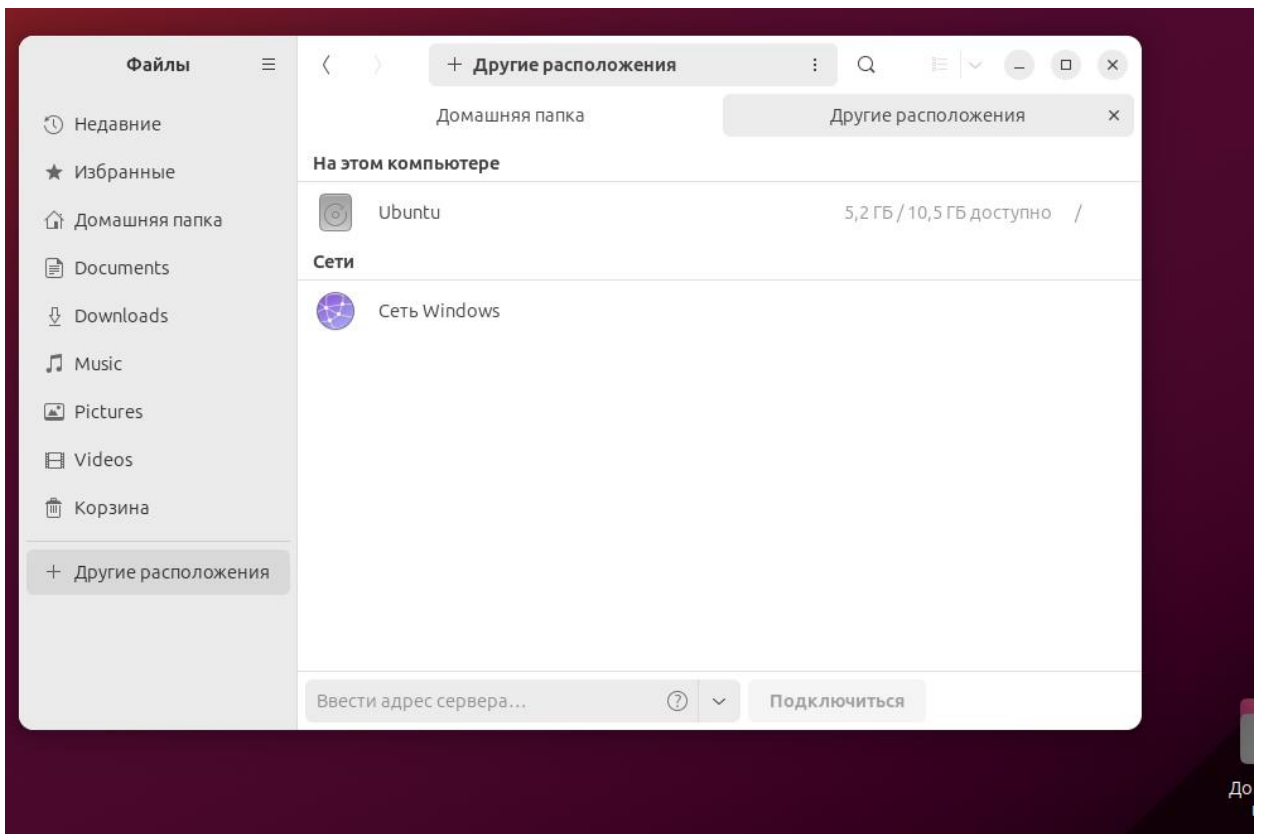 Файлы
+ Другие расположения
Недавние
Избранные
Домашняя папка
Documents
Downloads
Music
Pictures
Videos
Корзина
+ Другие расположения
Домашняя папка
Другие расположения
На этом компьютере
Ubuntu
5,2 ГБ / 10,5 ГБ доступно /
Сети
Сеть Windows
Ввести адрес сервера...
Подключиться
До